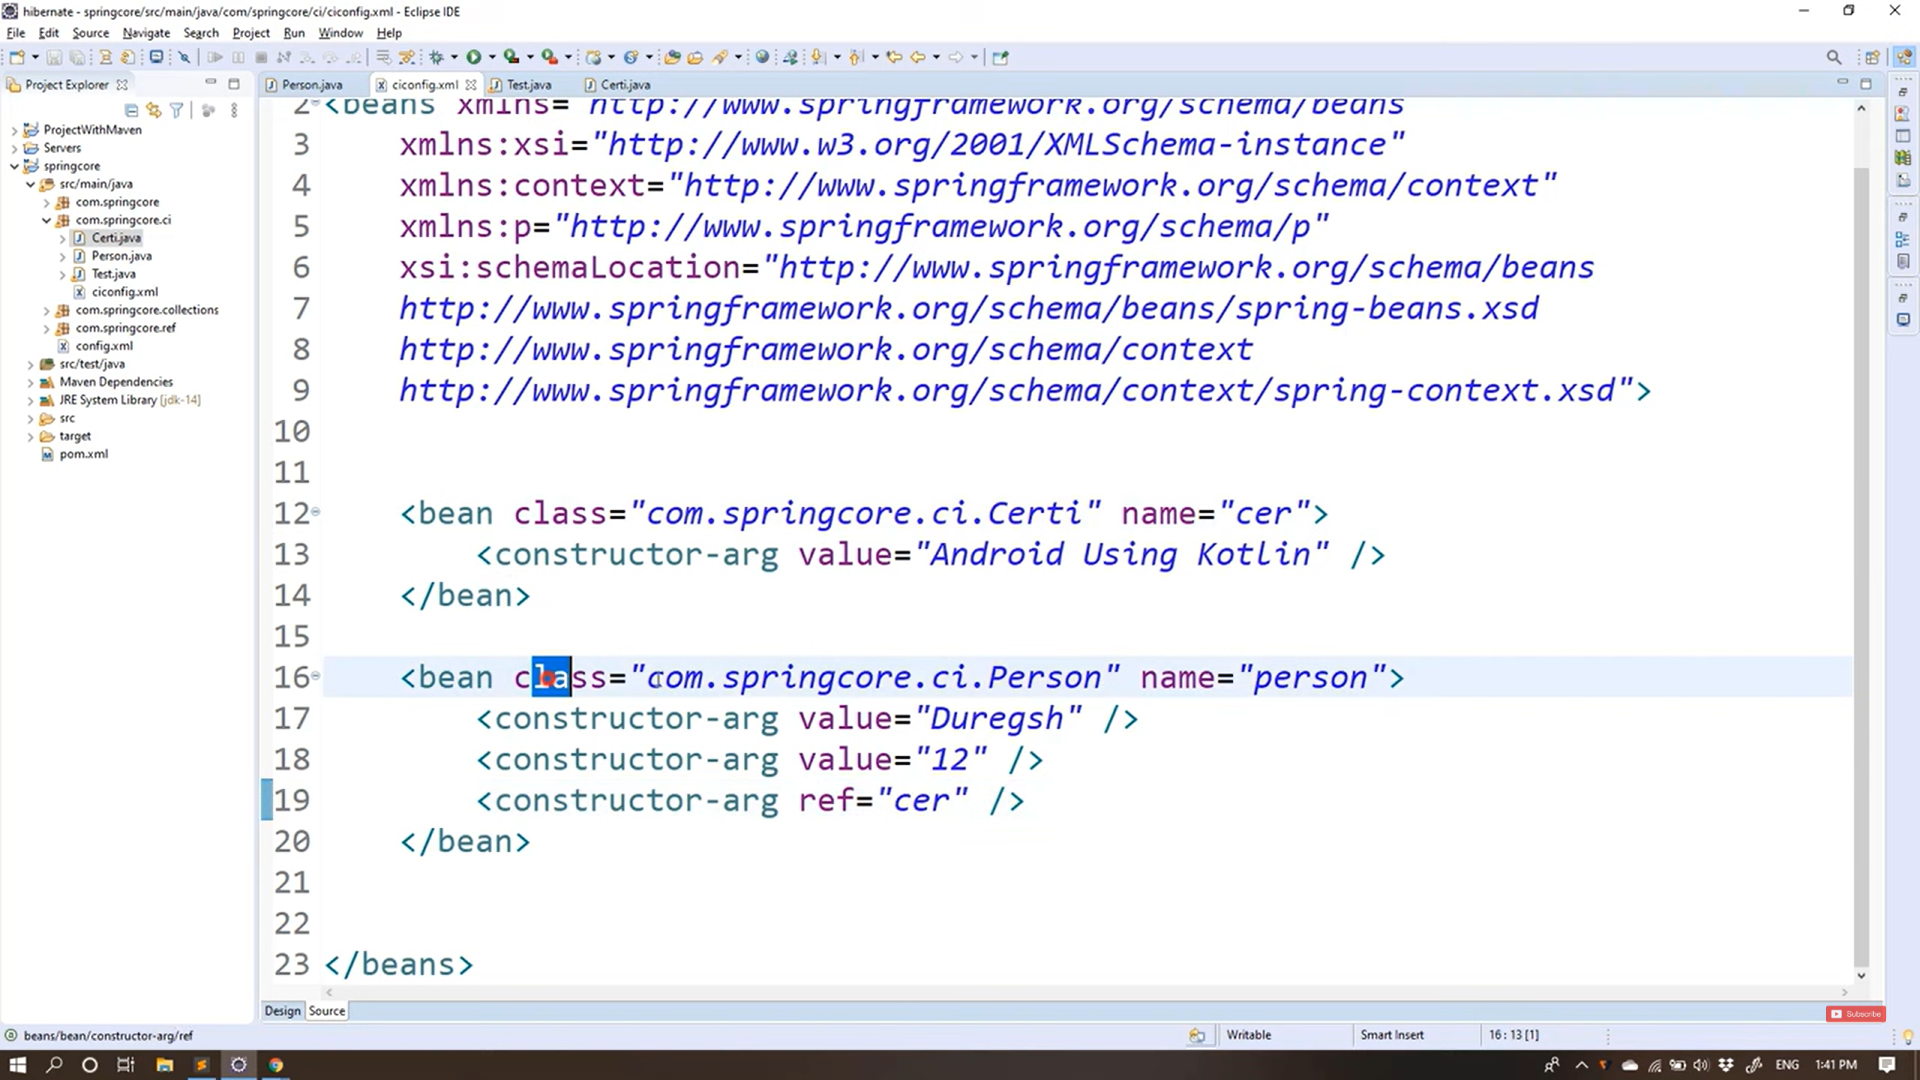 hibernate - springcore/src/main/java/com/springcore/ci/ciconfig.xml - Eclipse IDE
File Edit Source Navigate Search Project Run Window Help
Project Explorer
Person.java ciconfig.xml Test.java Certi.java
ProjectWithMaven
Servers
springcore
src/main/java
com.springcore
com.springcore.ci
Certi.java
Person.java
Test.java
ciconfig.xml
com.springcore.collections
com.springcore.ref
config.xml
src/test/java
Maven Dependencies
JRE System Library [jdk-14]
src
target
pom.xml
2 <beans xmlns="http://www.springframework.org/schema/beans
3 xmlns:xsi="http://www.w3.org/2001/XMLSchema-instance"
4 xmlns:context="http://www.springframework.org/schema/context"
5 xmlns:p="http://www.springframework.org/schema/p"
6 xsi:schemaLocation="http://www.springframework.org/schema/beans
7 http://www.springframework.org/schema/beans/spring-beans.xsd
8 http://www.springframework.org/schema/context
9 http://www.springframework.org/schema/context/spring-context.xsd">
10
11
12 <bean class="com.springcore.ci.Certi" name="cer">
13 <constructor-arg value="Android Using Kotlin" />
14 </bean>
15
16 <bean class="com.springcore.ci.Person" name="person">
17 <constructor-arg value="Duregsh" />
18 <constructor-arg value="12" />
19 <constructor-arg ref="cer" />
20 </bean>
21
22
23 </beans>
Design Source
Subscribe
beans/bean/constructor-arg/ref
Writable Smart Insert 16 : 13 [1]
ENG 1:41 PM